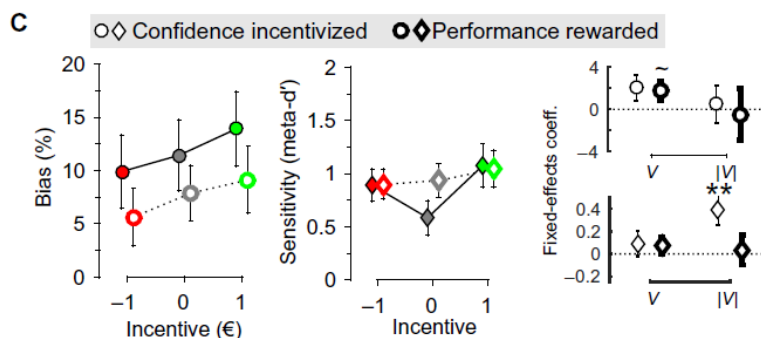 C
Confidence incentivized
Performance rewarded
Bias (%)
20
15
10
5
0
–1
0
1
Incentive (€)
Sensitivity (meta-d′)
2
1.5
1
0.5
0
–1
0
1
Incentive
Fixed-effects coeff.
4
0
–4
~
V
|V|
0.4
0.2
0
–0.2
**
V
|V|